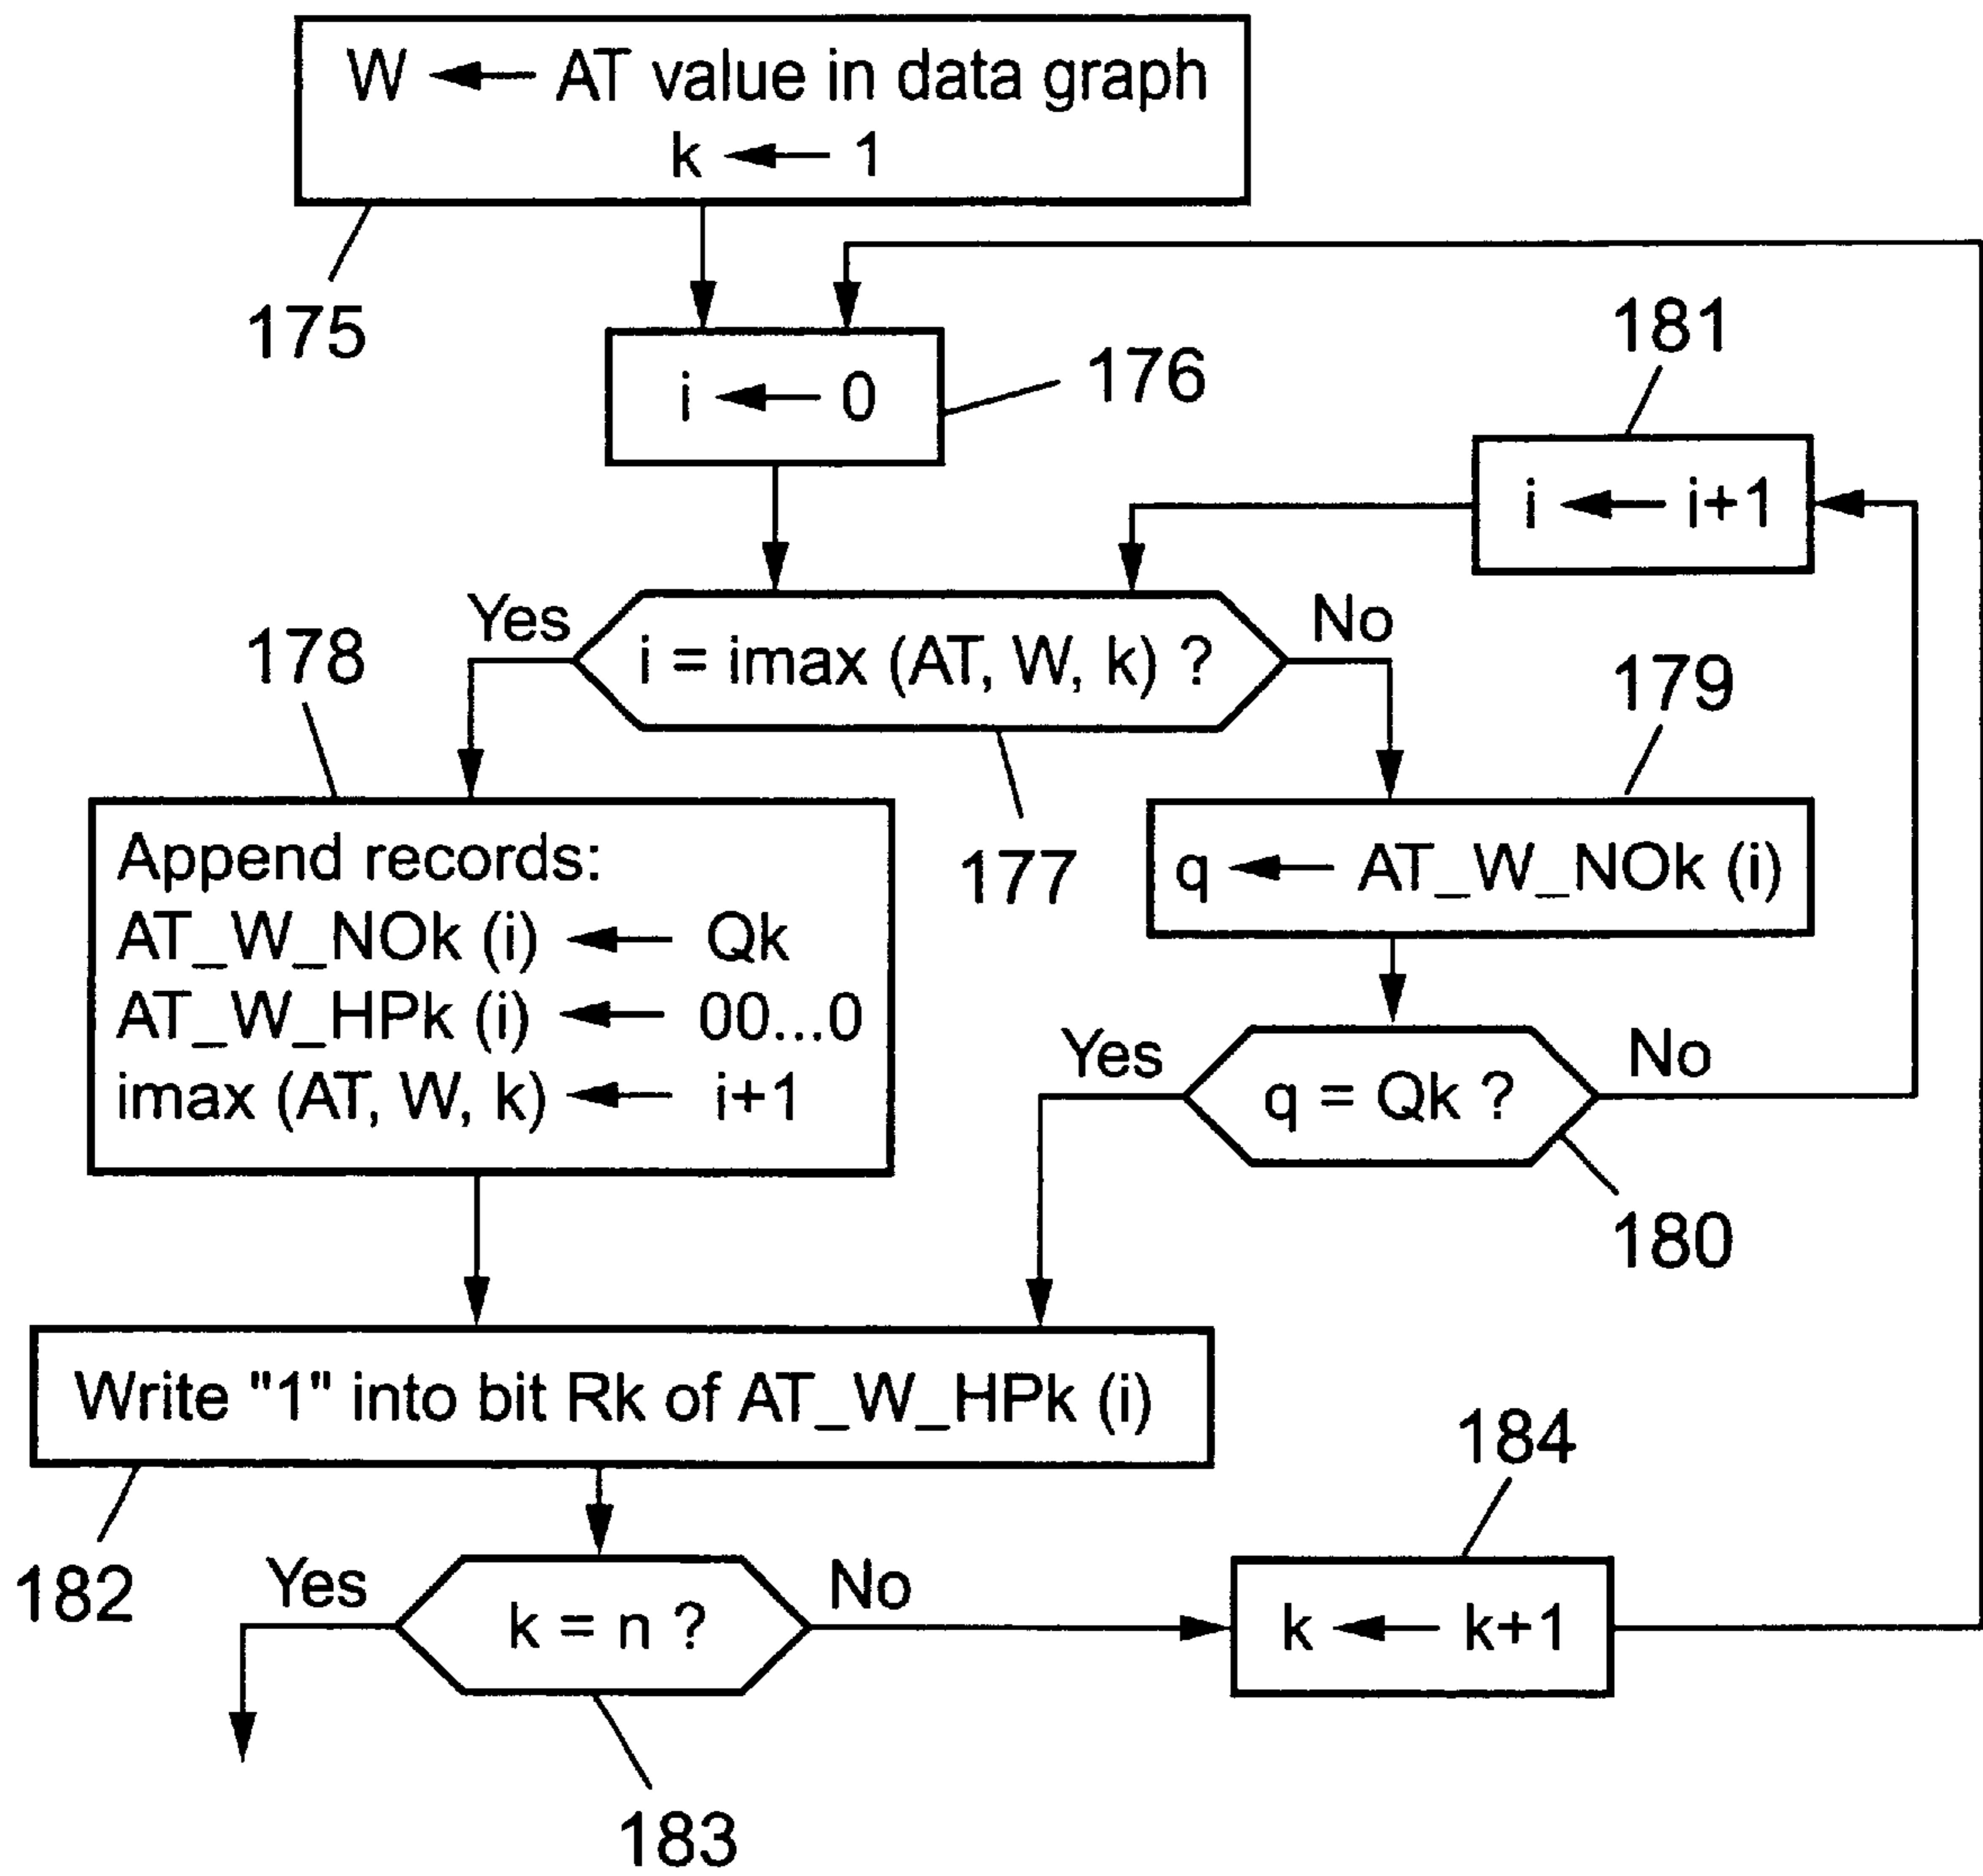 W ← AT value in data graph
k ← 1
175
i ← 0
176
181
i ← i+1
Yes
i = imax (AT, W, k) ?
No
178
179
177
Append records:
AT_W_NOk (i) ← Qk
AT_W_HPk (i) ← 00...0
imax (AT, W, k) ← i+1
q ← AT_W_NOk (i)
Yes
q = Qk ?
No
180
Write "1" into bit Rk of AT_W_HPk (i)
182
184
Yes
k = n ?
No
k ← k+1
183